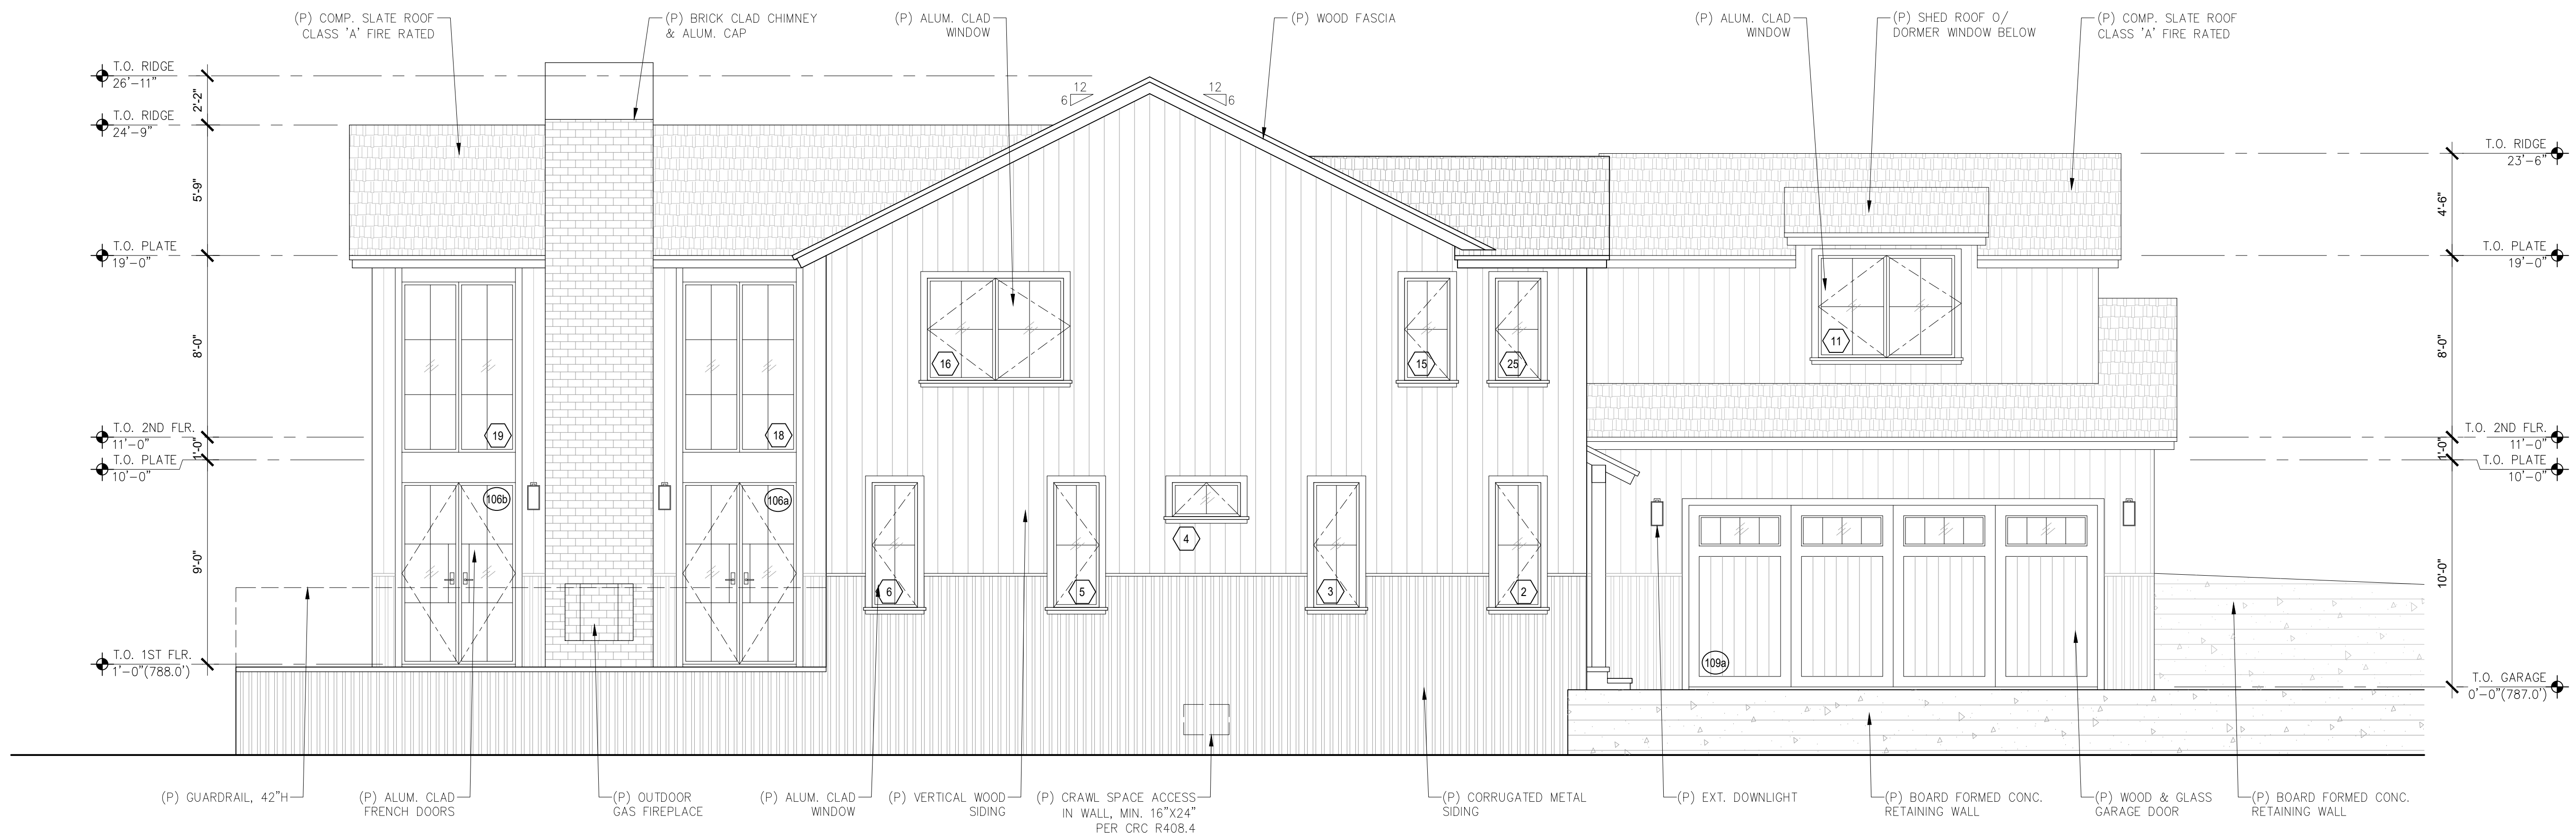 (P) COMP. SLATE ROOF
CLASS 'A' FIRE RATED
(P) BRICK CLAD CHIMNEY
& ALUM. CAP
(P) ALUM. CLAD
WINDOW
(P) WOOD FASCIA
(P) ALUM. CLAD
WINDOW
(P) SHED ROOF O/
DORMER WINDOW BELOW
(P) COMP. SLATE ROOF
CLASS 'A' FIRE RATED
T.O. RIDGE
26'-11"
2'-2"
T.O. RIDGE
24'-9"
5'-9"
T.O. PLATE
19'-0"
8'-0"
T.O. 2ND FLR.
11'-0"
1'-0"
T.O. PLATE
10'-0"
9'-0"
T.O. 1ST FLR.
1'-0"(788.0')
12
6
12
6
16
15
25
11
19
18
106b
106a
6
5
4
3
2
109a
T.O. RIDGE
23'-6"
4'-6"
T.O. PLATE
19'-0"
8'-0"
T.O. 2ND FLR.
11'-0"
1'-0"
T.O. PLATE
10'-0"
10'-0"
T.O. GARAGE
0'-0"(787.0')
(P) GUARDRAIL, 42"H
(P) ALUM. CLAD
FRENCH DOORS
(P) OUTDOOR
GAS FIREPLACE
(P) ALUM. CLAD
WINDOW
(P) VERTICAL WOOD
SIDING
(P) CRAWL SPACE ACCESS
IN WALL, MIN. 16"X24"
PER CRC R408.4
(P) CORRUGATED METAL
SIDING
(P) EXT. DOWNLIGHT
(P) BOARD FORMED CONC.
RETAINING WALL
(P) WOOD & GLASS
GARAGE DOOR
(P) BOARD FORMED CONC.
RETAINING WALL